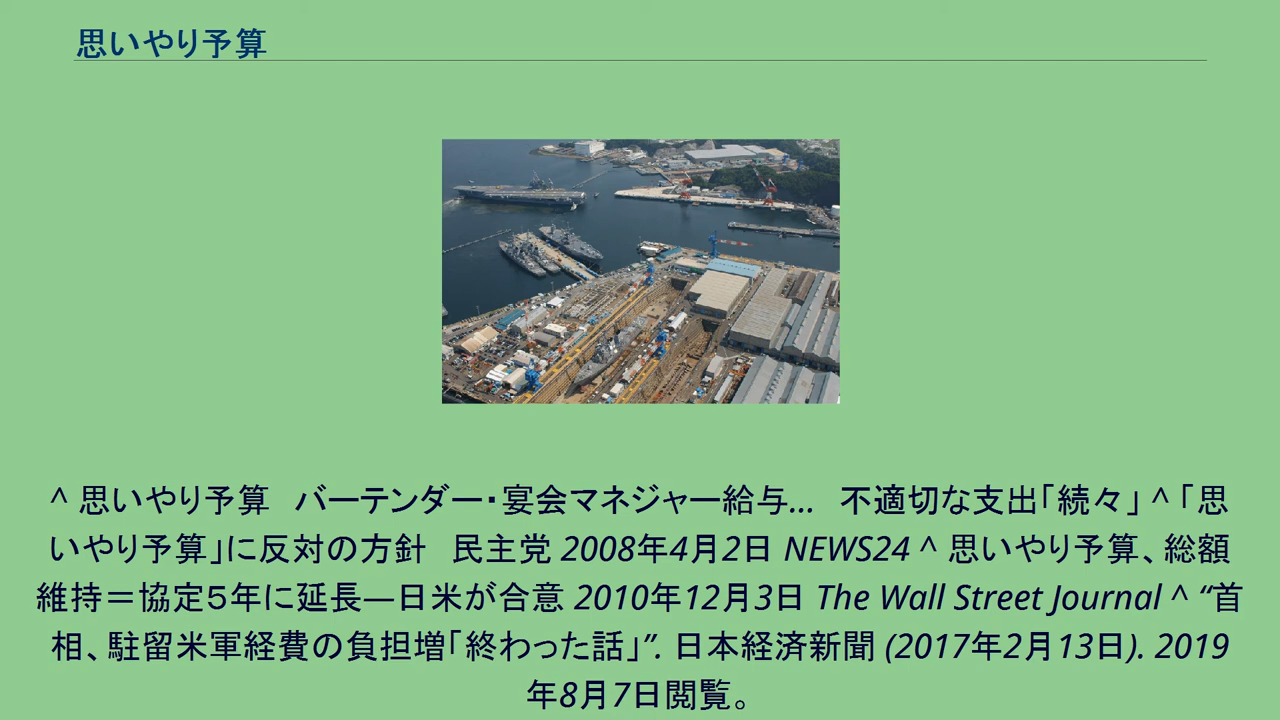 思いやり予算
^ 思いやり予算　バーテンダー・宴会マネジャー給与...　不適切な支出「続々」 ^ 「思
いやり予算」に反対の方針　民主党 2008年4月2日 NEWS24 ^ 思いやり予算、総額
維持＝協定５年に延長―日米が合意 2010年12月3日 The Wall Street Journal ^ “首
相、駐留米軍経費の負担増「終わった話」”. 日本経済新聞 (2017年2月13日). 2019
年8月7日閲覧。